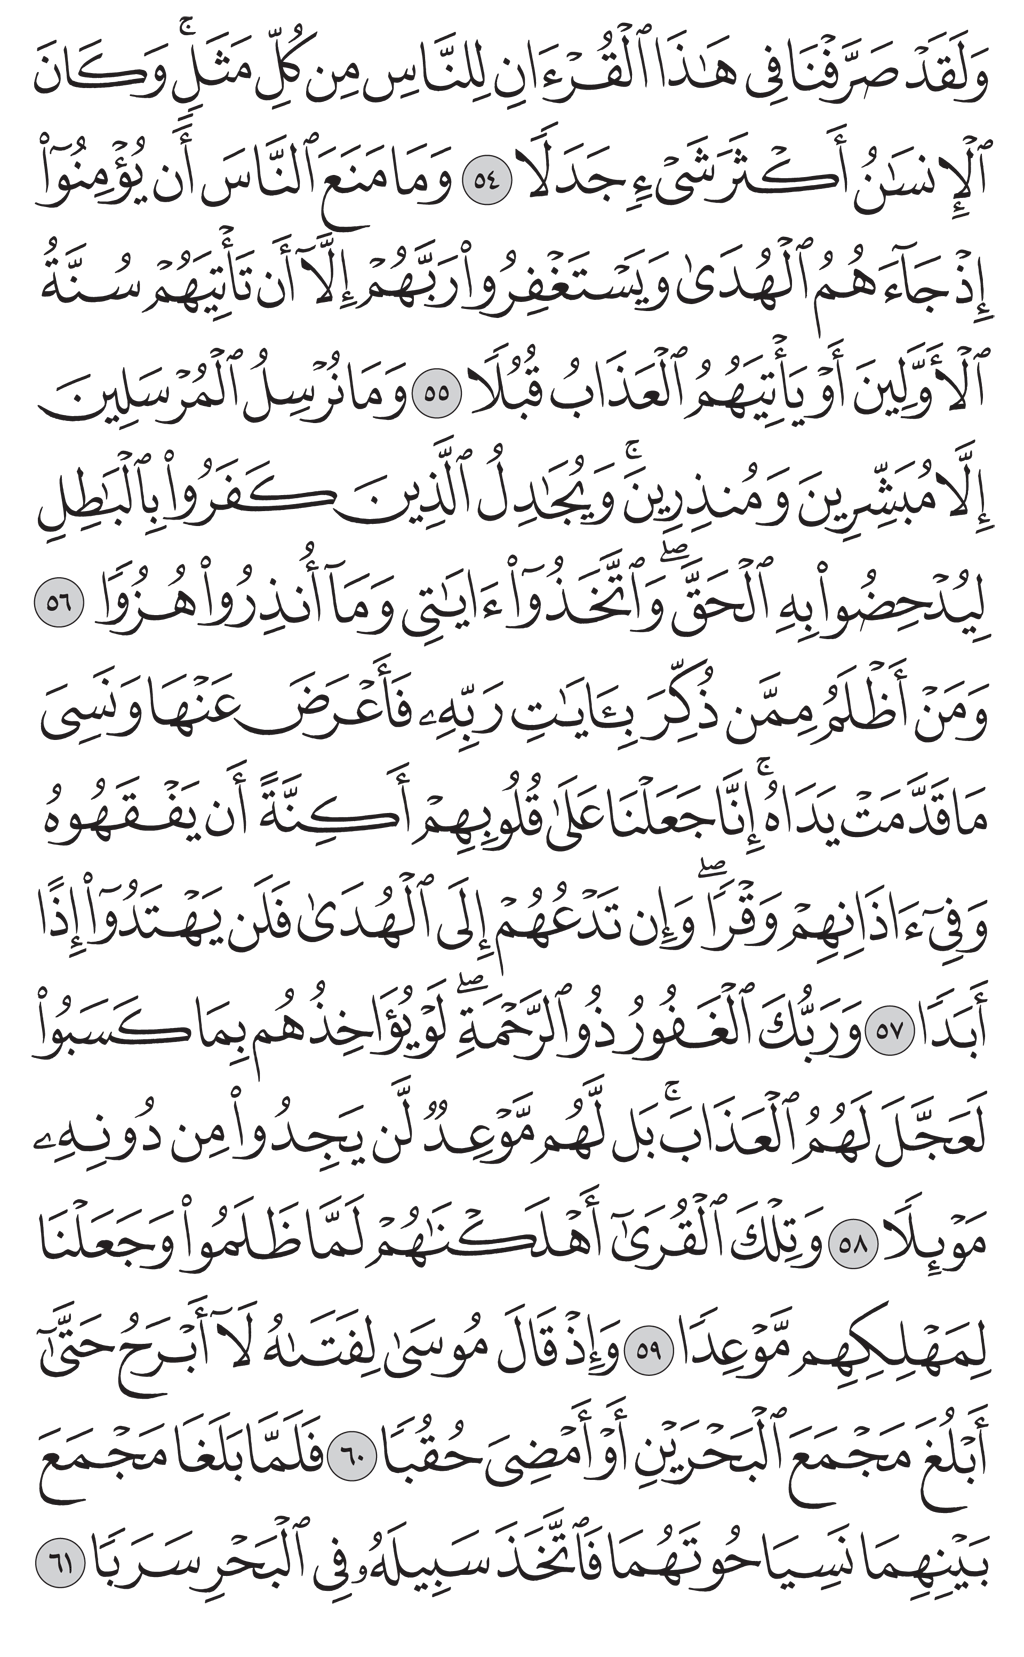 وَلَقَدۡ صَرَّفۡنَا فِي هَٰذَا ٱلۡقُرۡءَانِ لِلنَّاسِ مِن كُلِّ مَثَلٖۚ وَكَانَ
ٱلۡإِنسَٰنُ أَكۡثَرَ شَيۡءٖ جَدَلٗا ٥٤ وَمَا مَنَعَ ٱلنَّاسَ أَن يُؤۡمِنُوٓاْ
إِذۡ جَآءَهُمُ ٱلۡهُدَىٰ وَيَسۡتَغۡفِرُواْ رَبَّهُمۡ إِلَّآ أَن تَأۡتِيَهُمۡ سُنَّةُ
ٱلۡأَوَّلِينَ أَوۡ يَأۡتِيَهُمُ ٱلۡعَذَابُ قُبُلٗا ٥٥ وَمَا نُرۡسِلُ ٱلۡمُرۡسَلِينَ
إِلَّا مُبَشِّرِينَ وَمُنذِرِينَۚ وَيُجَٰدِلُ ٱلَّذِينَ كَفَرُواْ بِٱلۡبَٰطِلِ
لِيُدۡحِضُواْ بِهِ ٱلۡحَقَّۖ وَٱتَّخَذُوٓاْ ءَايَٰتِي وَمَآ أُنذِرُواْ هُزُوٗا ٥٦
وَمَنۡ أَظۡلَمُ مِمَّن ذُكِّرَ بِـَٔايَٰتِ رَبِّهِۦ فَأَعۡرَضَ عَنۡهَا وَنَسِيَ
مَا قَدَّمَتۡ يَدَاهُۚ إِنَّا جَعَلۡنَا عَلَىٰ قُلُوبِهِمۡ أَكِنَّةً أَن يَفۡقَهُوهُ
وَفِيٓ ءَاذَانِهِمۡ وَقۡرٗاۖ وَإِن تَدۡعُهُمۡ إِلَى ٱلۡهُدَىٰ فَلَن يَهۡتَدُوٓاْ إِذًا
أَبَدٗا ٥٧ وَرَبُّكَ ٱلۡغَفُورُ ذُو ٱلرَّحۡمَةِۖ لَوۡ يُؤَاخِذُهُم بِمَا كَسَبُواْ
لَعَجَّلَ لَهُمُ ٱلۡعَذَابَۚ بَل لَّهُم مَّوۡعِدٞ لَّن يَجِدُواْ مِن دُونِهِۦ
مَوۡئِلٗا ٥٨ وَتِلۡكَ ٱلۡقُرَىٰٓ أَهۡلَكۡنَٰهُمۡ لَمَّا ظَلَمُواْ وَجَعَلۡنَا
لِمَهۡلِكِهِم مَّوۡعِدٗا ٥٩ وَإِذۡ قَالَ مُوسَىٰ لِفَتَىٰهُ لَآ أَبۡرَحُ حَتَّىٰٓ
أَبۡلُغَ مَجۡمَعَ ٱلۡبَحۡرَيۡنِ أَوۡ أَمۡضِيَ حُقُبٗا ٦٠ فَلَمَّا بَلَغَا مَجۡمَعَ
بَيۡنِهِمَا نَسِيَا حُوتَهُمَا فَٱتَّخَذَ سَبِيلَهُۥ فِي ٱلۡبَحۡرِ سَرَبٗا ٦١